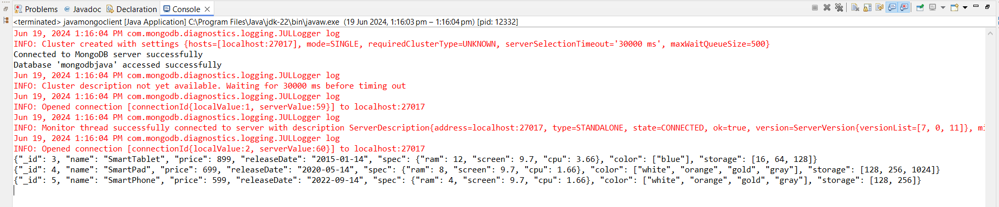 Problems @ Javadoc Declaration Console
<terminated> javamongoclient [Java Application] C:\Program Files\Java\jdk-22\bin\javaw.exe (19 Jun 2024, 1:16:03 pm – 1:16:04 pm) [pid: 12332]
Jun 19, 2024 1:16:04 PM com.mongodb.diagnostics.logging.JULLogger log
INFO: Cluster created with settings {hosts=[localhost:27017], mode=SINGLE, requiredClusterType=UNKNOWN, serverSelectionTimeout='30000 ms', maxWaitQueueSize=500}
Connected to MongoDB server successfully
Database 'mongodbjava' accessed successfully
Jun 19, 2024 1:16:04 PM com.mongodb.diagnostics.logging.JULLogger log
INFO: Cluster description not yet available. Waiting for 30000 ms before timing out
Jun 19, 2024 1:16:04 PM com.mongodb.diagnostics.logging.JULLogger log
INFO: Opened connection [connectionId{localValue:1, serverValue:59}] to localhost:27017
Jun 19, 2024 1:16:04 PM com.mongodb.diagnostics.logging.JULLogger log
INFO: Monitor thread successfully connected to server with description ServerDescription{address=localhost:27017, type=STANDALONE, state=CONNECTED, ok=true, version=ServerVersion{versionList=[7, 0, 11]}, mi
Jun 19, 2024 1:16:04 PM com.mongodb.diagnostics.logging.JULLogger log
INFO: Opened connection [connectionId{localValue:2, serverValue:60}] to localhost:27017
{"_id": 3, "name": "SmartTablet", "price": 899, "releaseDate": "2015-01-14", "spec": {"ram": 12, "screen": 9.7, "cpu": 3.66}, "color": ["blue"], "storage": [16, 64, 128]}
{"_id": 4, "name": "SmartPad", "price": 699, "releaseDate": "2020-05-14", "spec": {"ram": 8, "screen": 9.7, "cpu": 1.66}, "color": ["white", "orange", "gold", "gray"], "storage": [128, 256, 1024]}
{"_id": 5, "name": "SmartPhone", "price": 599, "releaseDate": "2022-09-14", "spec": {"ram": 4, "screen": 9.7, "cpu": 1.66}, "color": ["white", "orange", "gold", "gray"], "storage": [128, 256]}